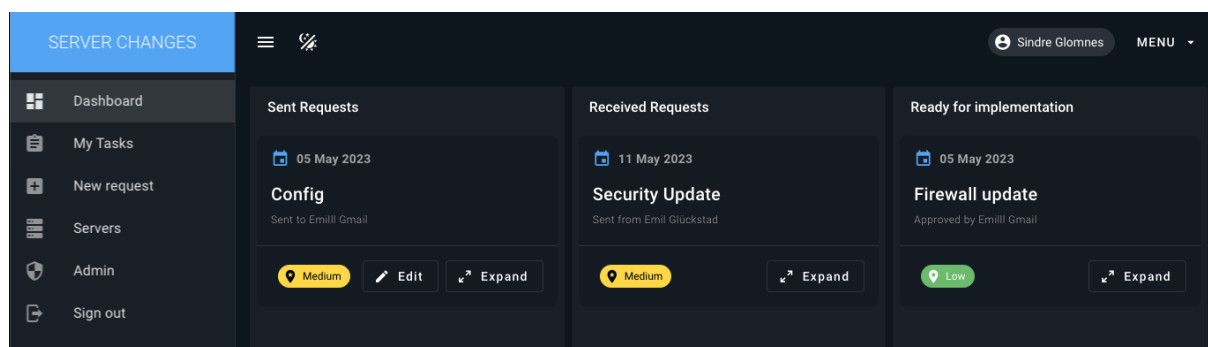 SERVER CHANGES
Sindre Glomnes
MENU
Dashboard
My Tasks
New request
Servers
Admin
Sign out
Sent Requests
05 May 2023
Config
Sent to Emilll Gmail
Medium
Edit
Expand
Received Requests
11 May 2023
Security Update
Sent from Emil Glückstad
Medium
Expand
Ready for implementation
05 May 2023
Firewall update
Approved by Emilll Gmail
Low
Expand